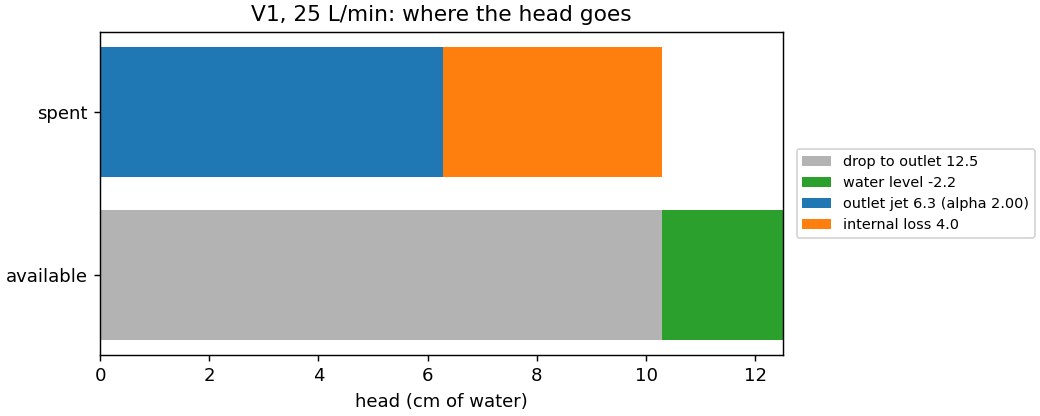 V1, 25 L/min: where the head goes
spent
available
0 2 4 6 8 10 12
head (cm of water)
drop to outlet 12.5
water level -2.2
outlet jet 6.3 (alpha 2.00)
internal loss 4.0